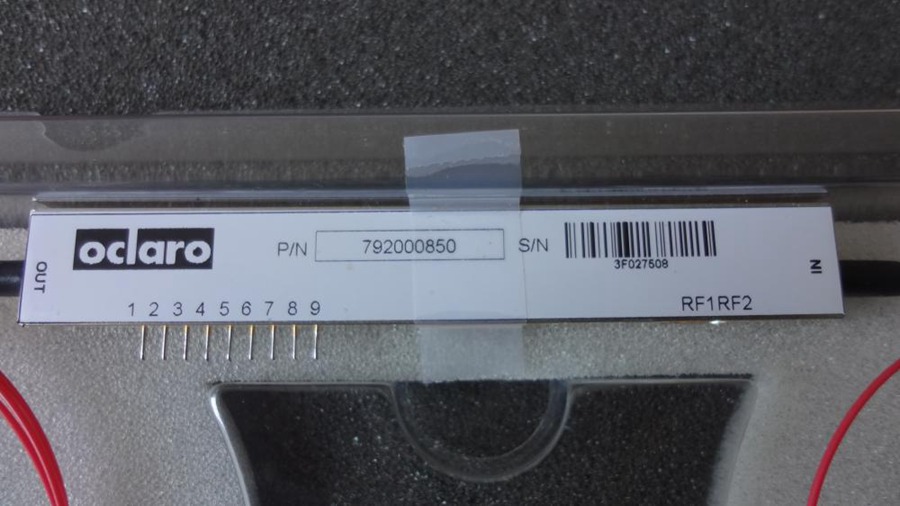 oclaro
P/N 792000850 S/N
3F027508
OUT
IN
1 2 3 4 5 6 7 8 9
RF1RF2